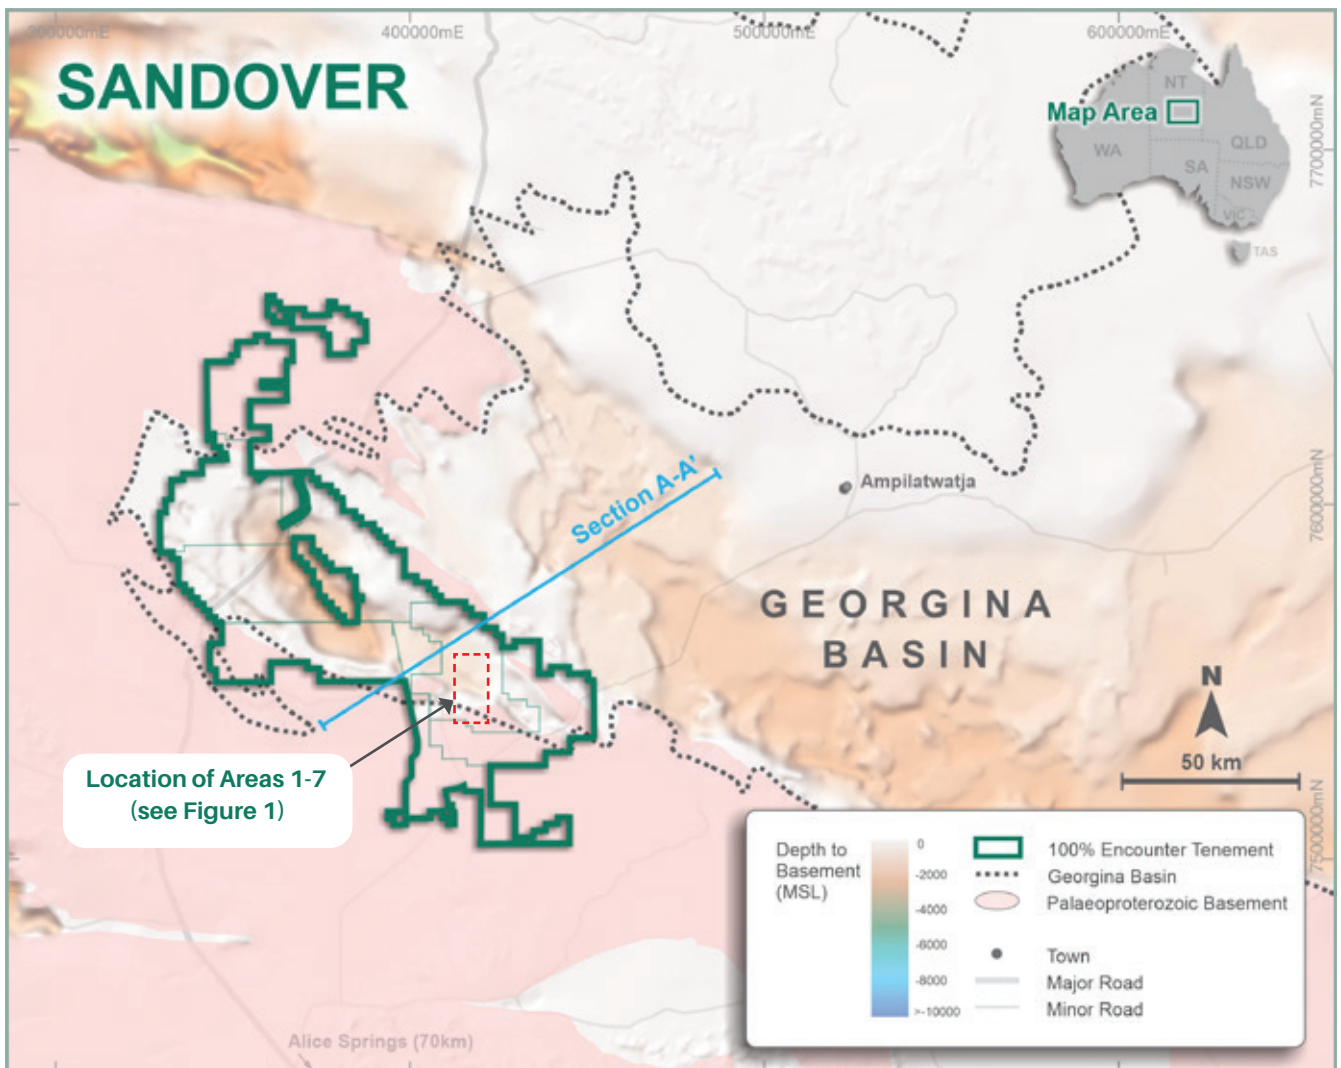 300000mE
400000mE
500000mE
600000mE
SANDOVER
Map Area
NT
WA
QLD
SA
NSW
VIC
TAS
7700000mN
Section A-A'
Ampilatwatja
7600000mN
GEORGINA
BASIN
N
50 km
Location of Areas 1-7
(see Figure 1)
7500000mN
Depth to
Basement
(MSL)
0
-2000
-4000
-6000
-8000
>-10000
100% Encounter Tenement
Georgina Basin
Palaeoproterozoic Basement
Town
Major Road
Minor Road
Alice Springs (70km)